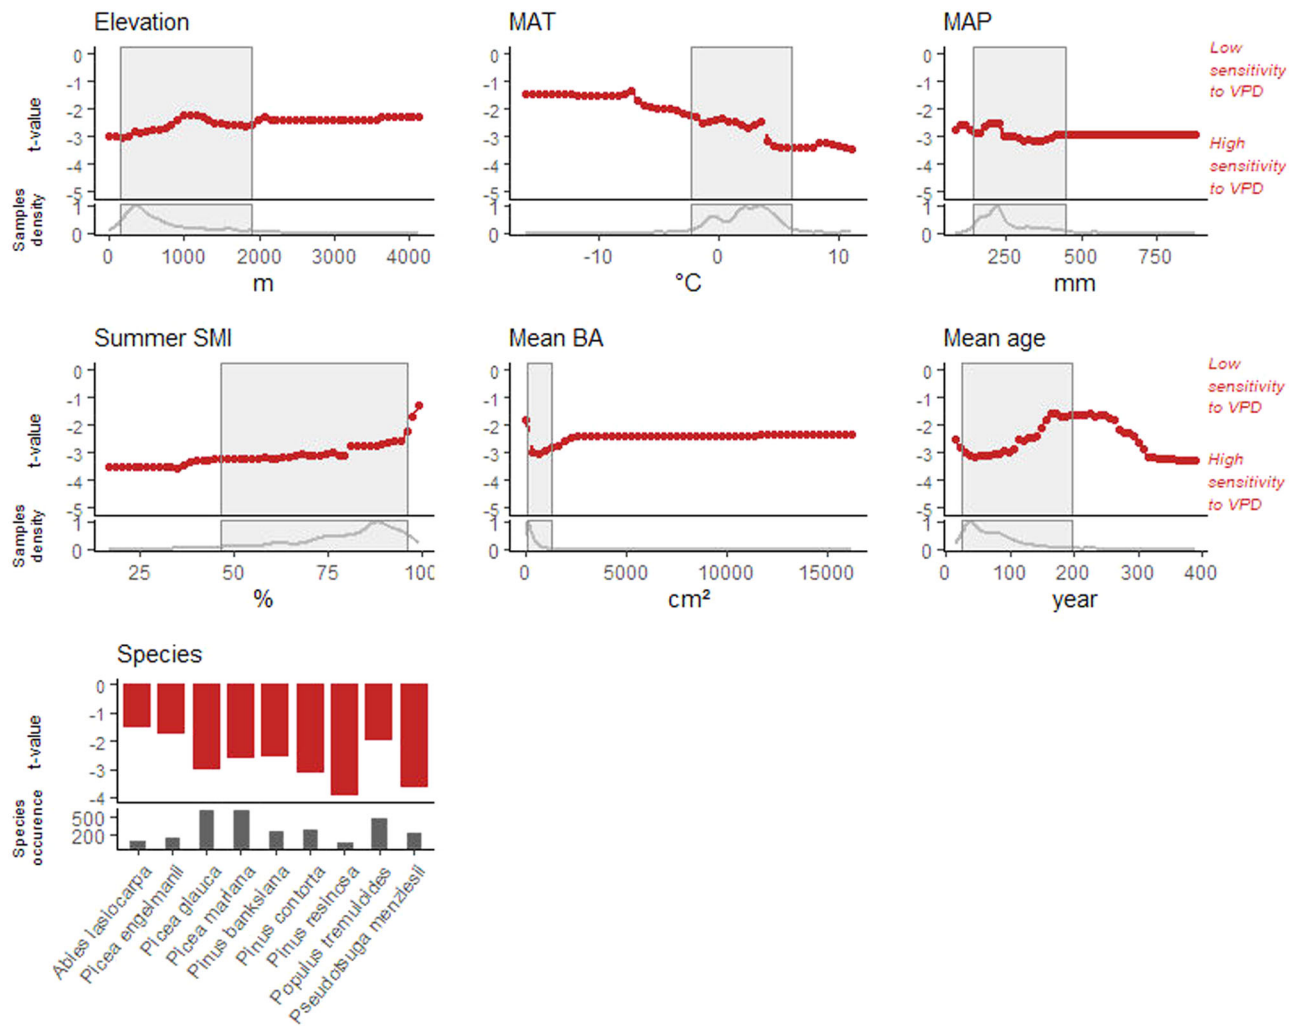 Elevation
MAT
MAP
0
-1
-2
-3
-4
-5
t-value
1
0
Samples
density
0
1000
2000
3000
4000
m
0
-1
-2
-3
-4
-5
1
0
-10
0
10
°C
0
-1
-2
-3
-4
-5
1
0
250
500
750
mm
Low
sensitivity
to VPD
High
sensitivity
to VPD
Summer SMI
Mean BA
Mean age
0
-1
-2
-3
-4
-5
t-value
1
0
Samples
density
25
50
75
100
%
0
-1
-2
-3
-4
-5
1
0
0
5000
10000
15000
cm²
0
-1
-2
-3
-4
-5
1
0
0
100
200
300
400
year
Low
sensitivity
to VPD
High
sensitivity
to VPD
Species
0
-1
-2
-3
-4
t-value
500
200
Species
occurence
Abies lasiocarpa
Picea engelmanii
Picea glauca
Picea mariana
Pinus banksiana
Pinus contorta
Pinus resinosa
Populus tremuloides
Pseudotsuga menziesii